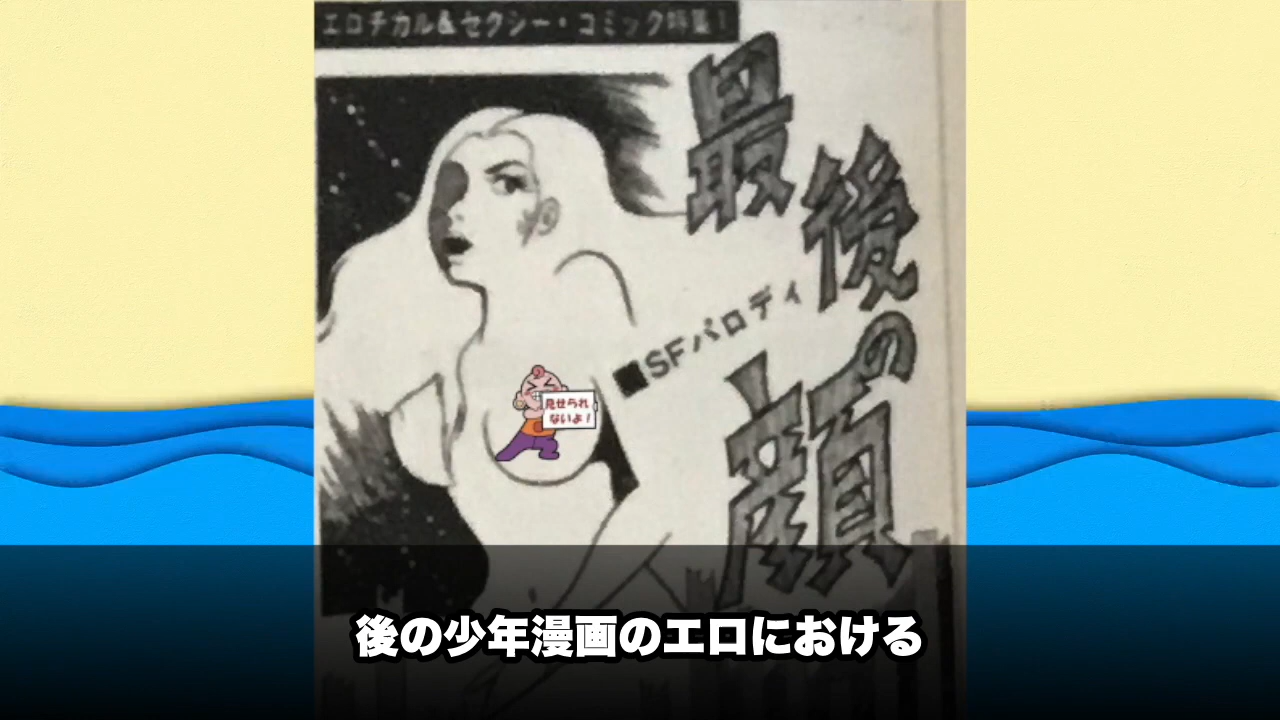 エロチカル&セクシー・コミック特集!
最後の顔
■SFパロディ
見せられ
ないよ!
後の少年漫画のエロにおける